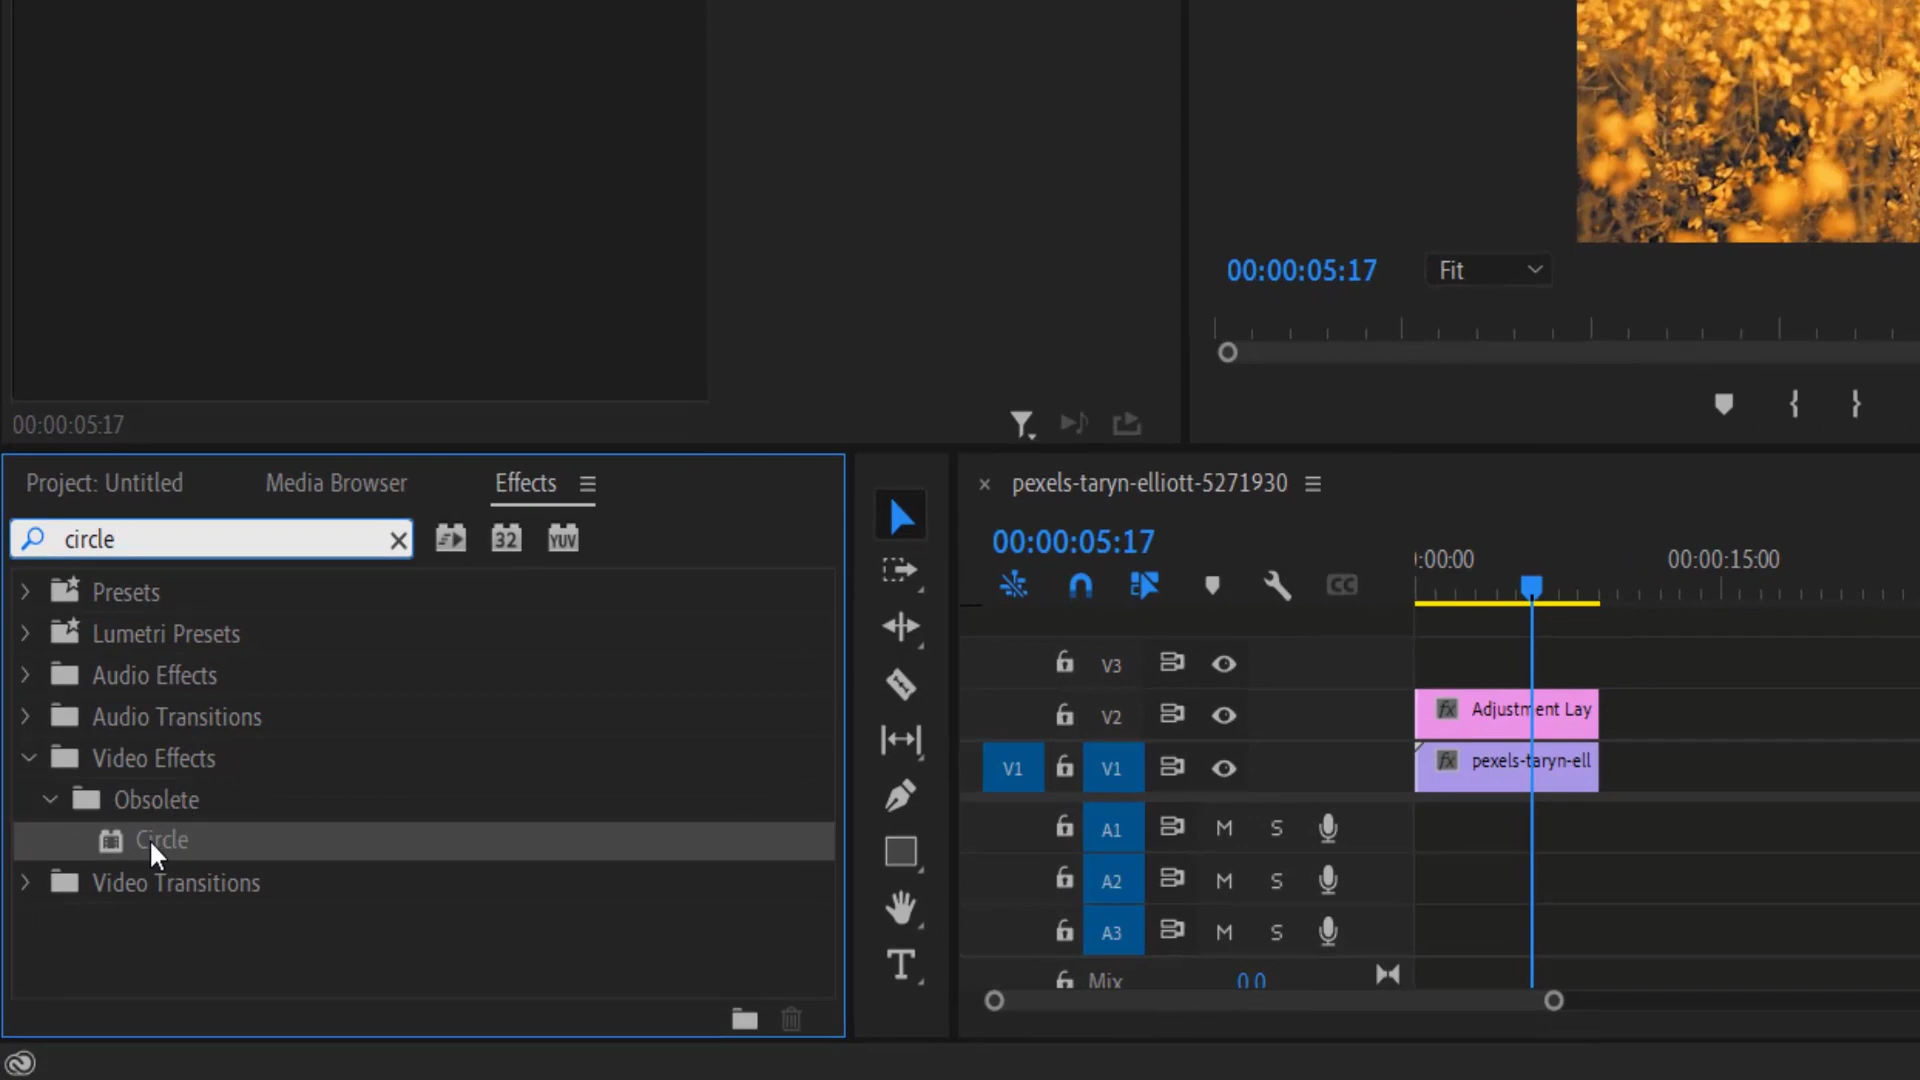 00:00:05:17
Fit
00:00:05:17
Project: Untitled
Media Browser
Effects
circle
32
YUV
Presets
Lumetri Presets
Audio Effects
Audio Transitions
Video Effects
Obsolete
Circle
Video Transitions
T
pexels-taryn-elliott-5271930
00:00:05:17
CC
:00:00
00:00:15:00
V3
V2
fx Adjustment Lay
V1 V1
fx pexels-taryn-ell
A1 M S
A2 M S
A3 M S
Mix 0.0